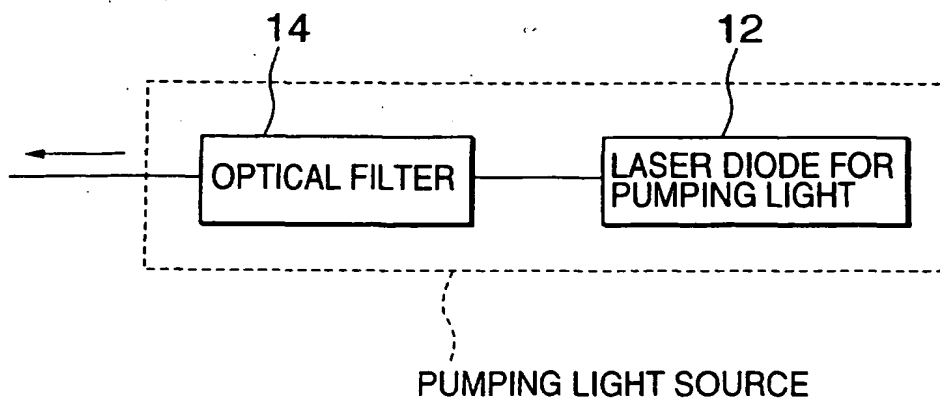 14
12
OPTICAL FILTER
LASER DIODE FOR
PUMPING LIGHT
PUMPING LIGHT SOURCE